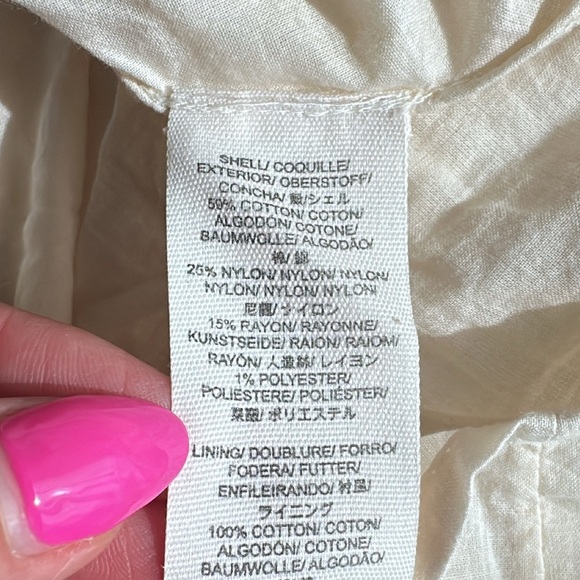 SHELL/ COQUILLE/
EXTERIOR/ OBERSTOFF/
CONCHA/ 殼/シェル
59% COTTON/ COTON/
ALGODÓN/ COTONE/
BAUMWOLLE/ ALGODÃO/
棉/ 綿
25% NYLON/ NYLON/ NYLON/
NYLON/ NYLON/ NYLON/
尼龍/ ナイロン
15% RAYON/ RAYONNE/
KUNSTSEIDE/ RAION/ RAIOM/
RAYÓN/ 人造絲/ レイヨン
1% POLYESTER/
POLIESTERE/ POLIÉSTER/
聚酯/ ポリエステル
LINING/ DOUBLURE/ FORRO/
FODERA/ FUTTER/
ENFILEIRANDO/ 衬里/
ライニング
100% COTTON/ COTON/
ALGODÓN/ COTONE/
BAUMWOLLE/ ALGODÃO/